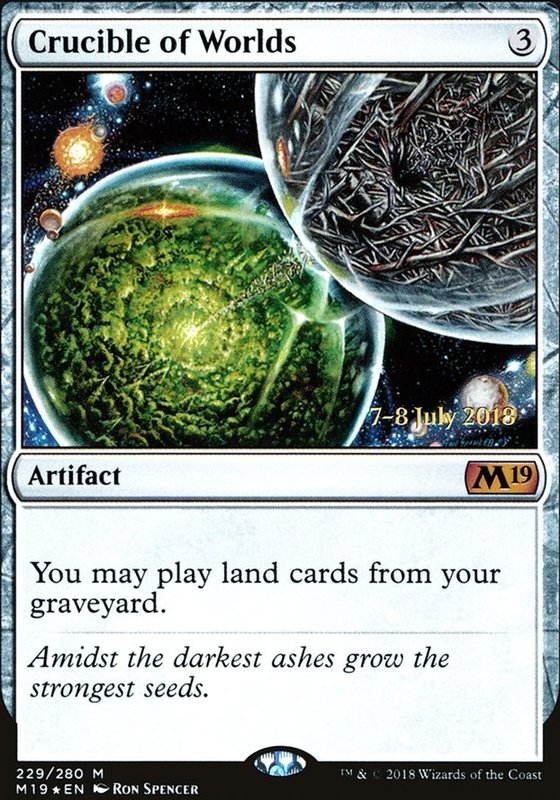 Crucible of Worlds 3
7–8 July 2018
Artifact M19
You may play land cards from your
graveyard.
Amidst the darkest ashes grow the
strongest seeds.
229/280 M
M19★EN Ron Spencer
™ & © 2018 Wizards of the Coast